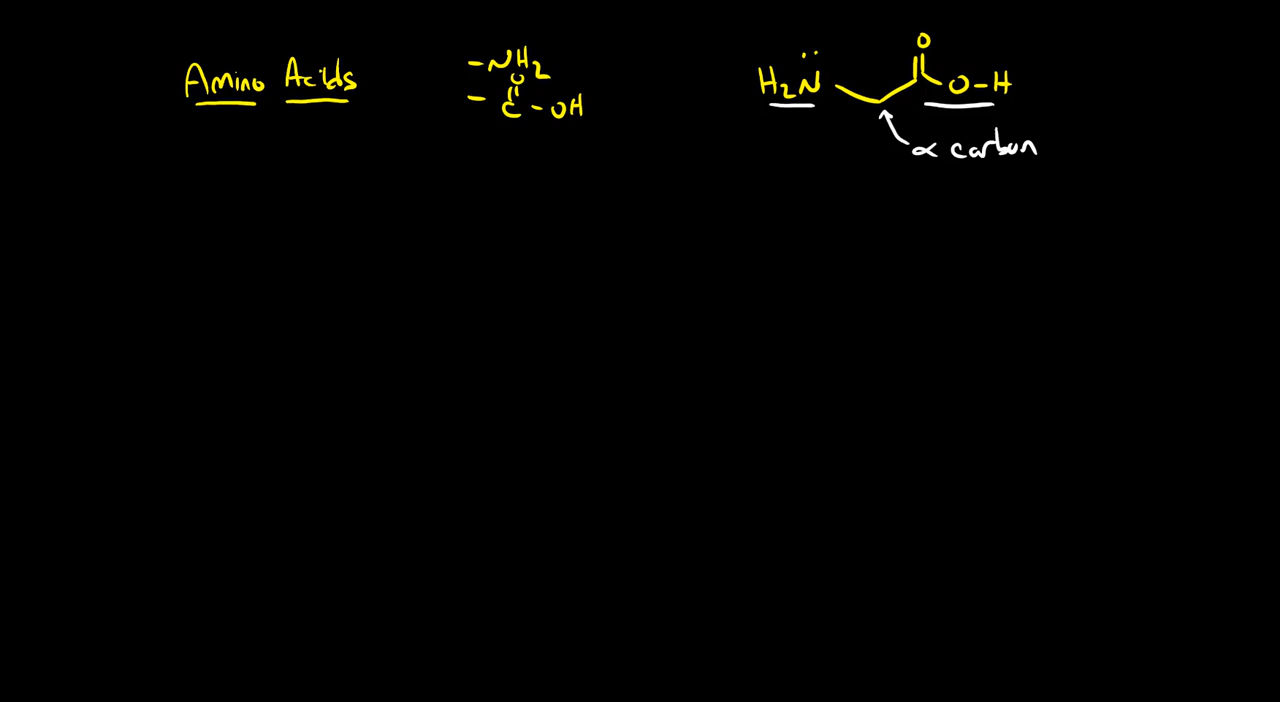 Amino Acids
-NH2
O
- C - OH
O
H2N O-H
α carbon